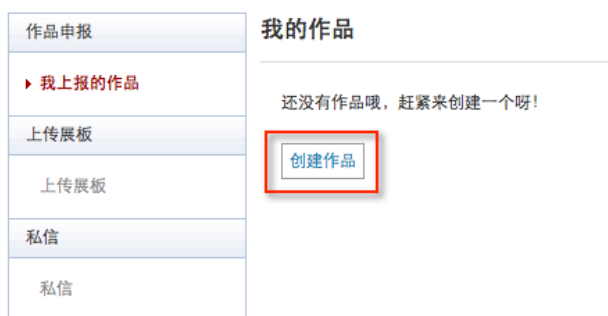 作品申报
我上报的作品
上传展板
上传展板
私信
私信
我的作品
还没有作品哦，赶紧来创建一个呀！
创建作品